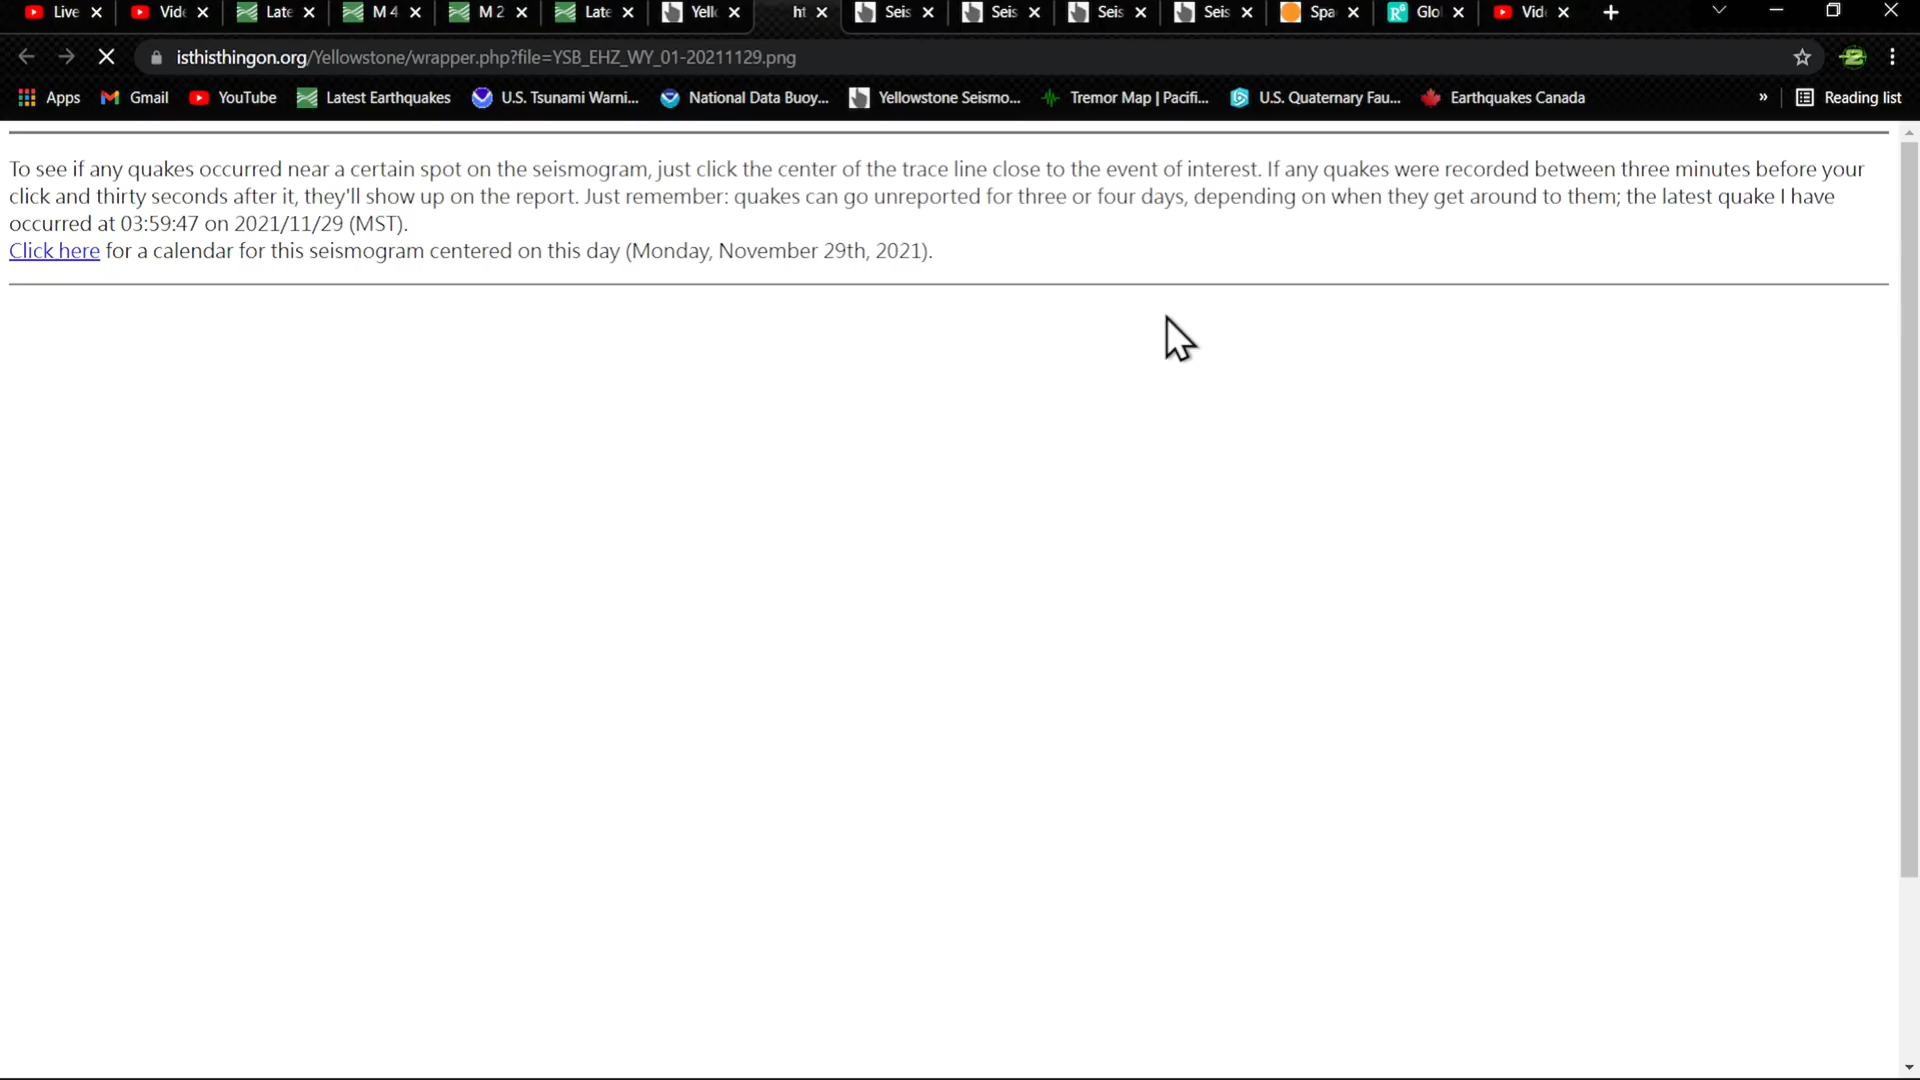 Live Vide Late M 4 M 2 Late Yell ht Seis Seis Seis Seis Spa Glo Vid
isthisthingon.org/Yellowstone/wrapper.php?file=YSB_EHZ_WY_01-20211129.png
Apps Gmail YouTube Latest Earthquakes U.S. Tsunami Warni... National Data Buoy... Yellowstone Seismo... Tremor Map | Pacifi... U.S. Quaternary Fau... Earthquakes Canada » Reading list
To see if any quakes occurred near a certain spot on the seismogram, just click the center of the trace line close to the event of interest. If any quakes were recorded between three minutes before your
click and thirty seconds after it, they'll show up on the report. Just remember: quakes can go unreported for three or four days, depending on when they get around to them; the latest quake I have
occurred at 03:59:47 on 2021/11/29 (MST).
Click here for a calendar for this seismogram centered on this day (Monday, November 29th, 2021).